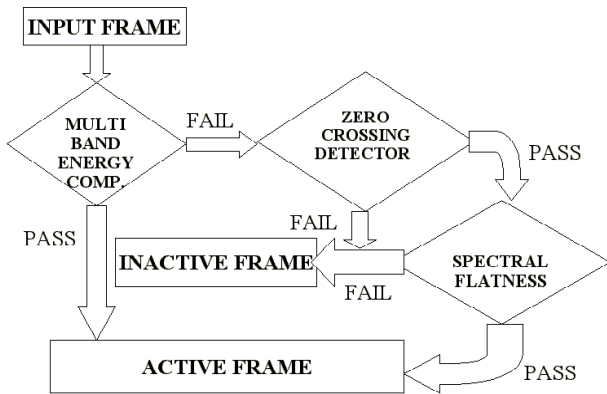 INPUT FRAME
MULTI
BAND
ENERGY
COMP.
FAIL
ZERO
CROSSING
DETECTOR
PASS
PASS
FAIL
INACTIVE FRAME
FAIL
SPECTRAL
FLATNESS
ACTIVE FRAME
PASS